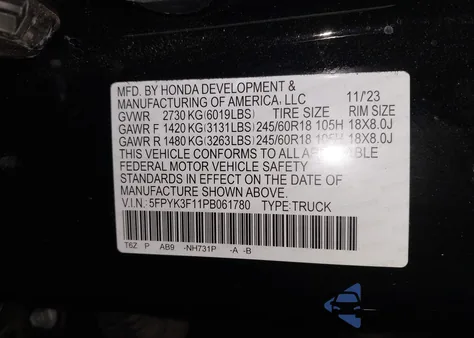 MFD. BY HONDA DEVELOPMENT &
MANUFACTURING OF AMERICA, LLC 11/'23
GVWR 2730 KG(6019LBS) TIRE SIZE RIM SIZE
GAWR F 1420 KG(3131LBS) 245/60R18 105H 18X8.0J
GAWR R 1480 KG(3263LBS) 245/60R18 105H 18X8.0J
THIS VEHICLE CONFORMS TO ALL APPLICABLE
FEDERAL MOTOR VEHICLE SAFETY
STANDARDS IN EFFECT ON THE DATE OF
MANUFACTURE SHOWN ABOVE.
V.I.N.: 5FPYK3F11PB061780 TYPE:TRUCK
T6Z P AB9 -NH731P -A -B